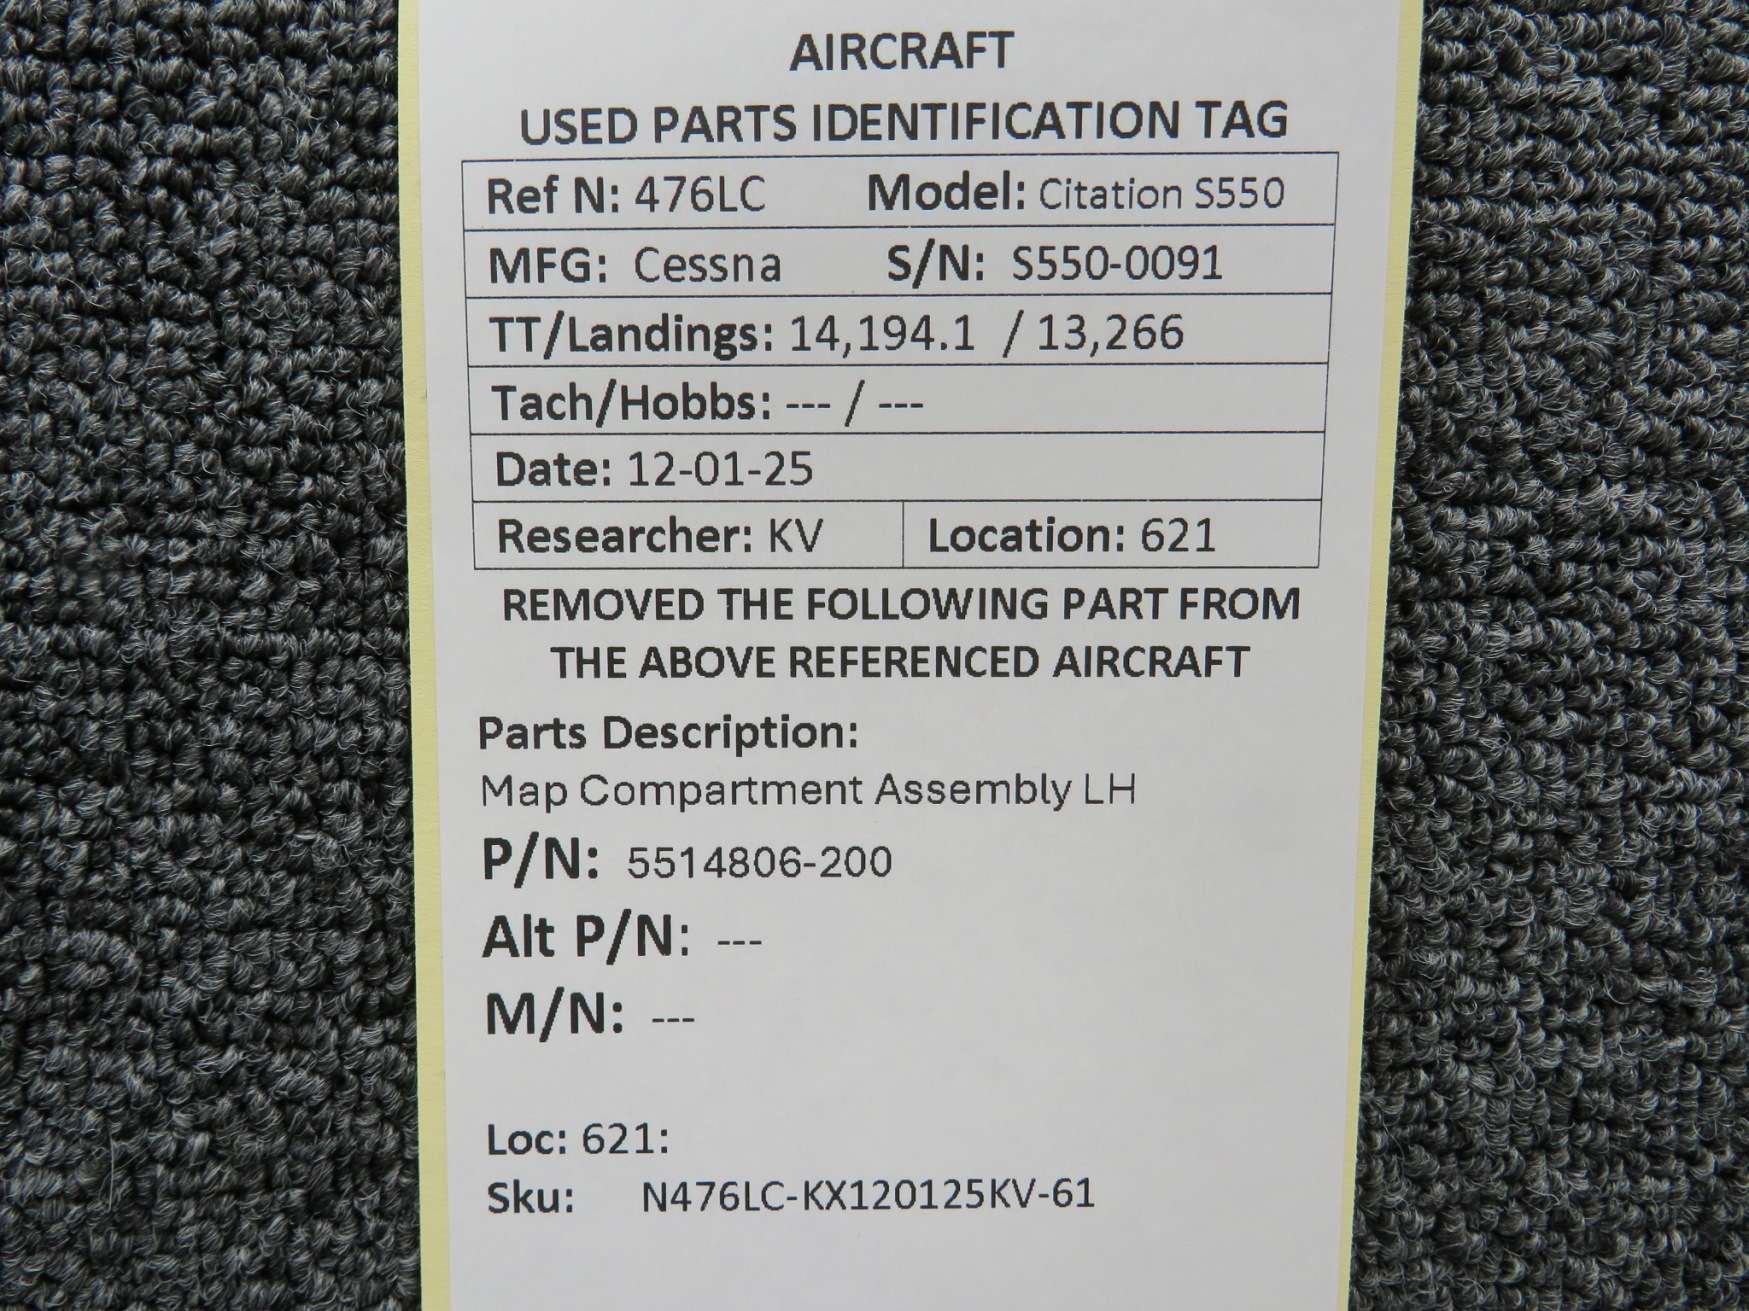 AIRCRAFT
USED PARTS IDENTIFICATION TAG
Ref N: 476LC Model: Citation S550
MFG: Cessna S/N: S550-0091
TT/Landings: 14,194.1 / 13,266
Tach/Hobbs: --- / ---
Date: 12-01-25
Researcher: KV Location: 621
REMOVED THE FOLLOWING PART FROM
THE ABOVE REFERENCED AIRCRAFT
Parts Description:
Map Compartment Assembly LH
P/N: 5514806-200
Alt P/N: ---
M/N: ---
Loc: 621:
Sku: N476LC-KX120125KV-61